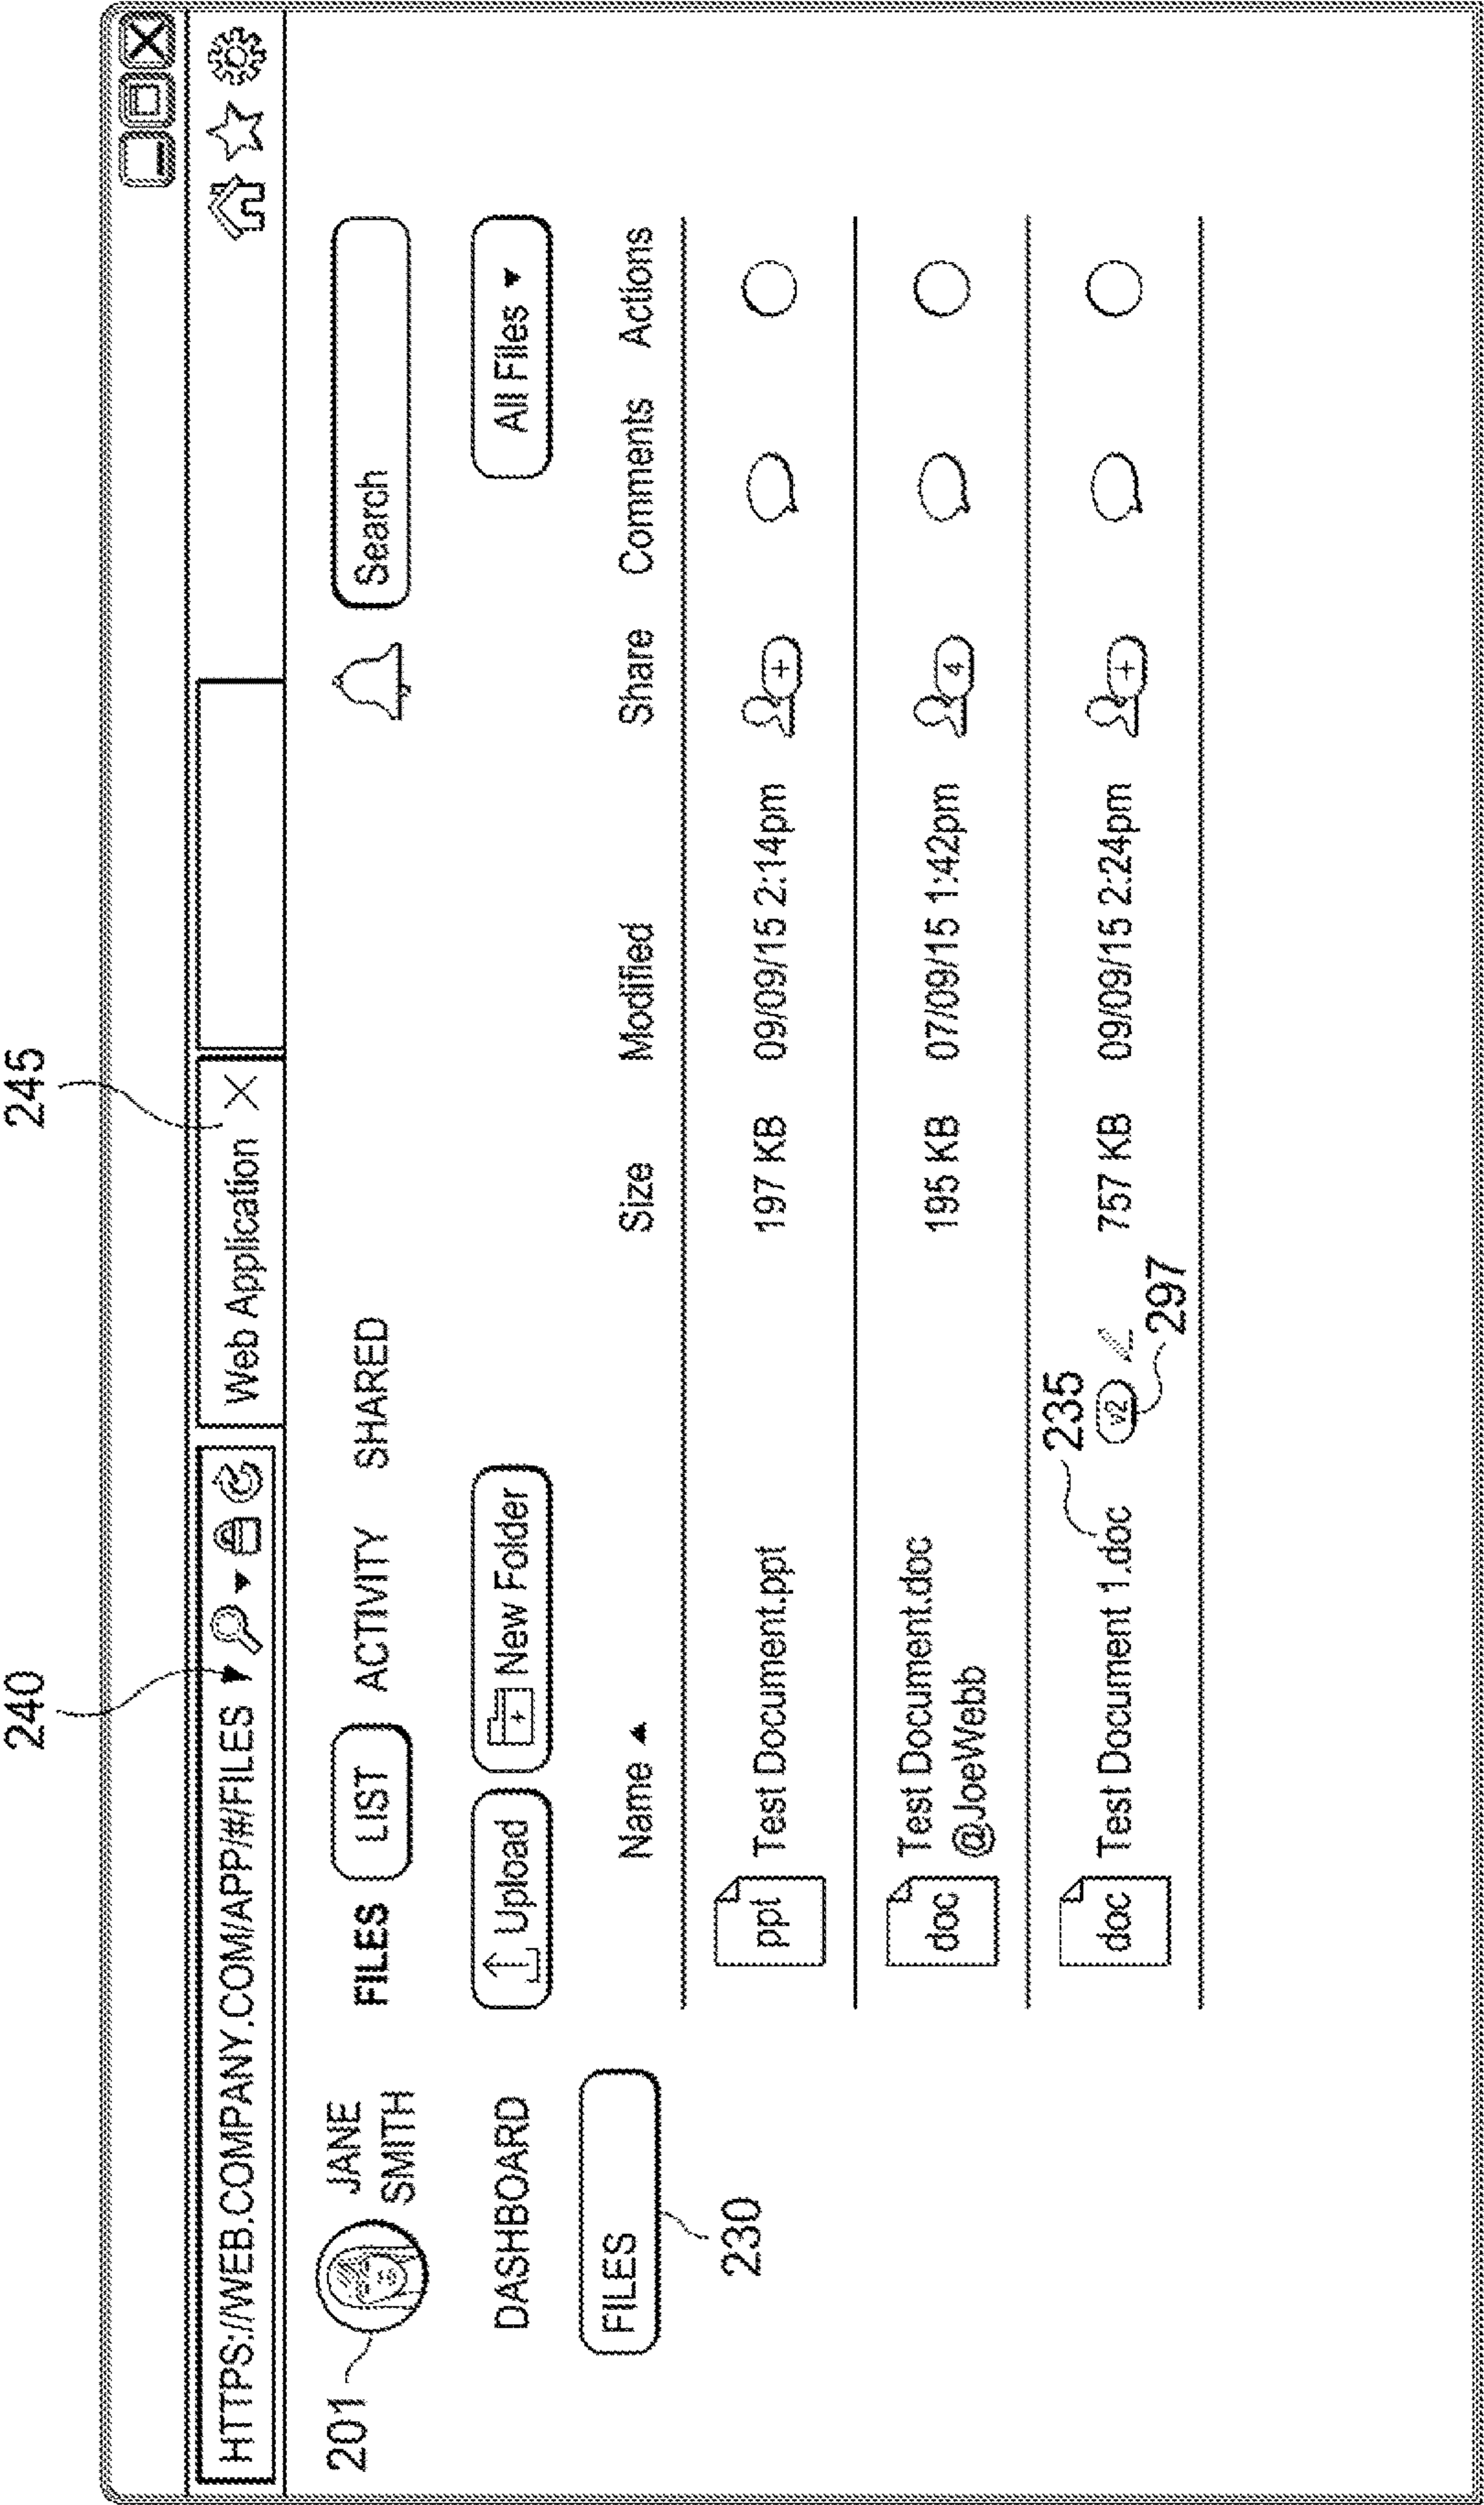 240
245
HTTPS://WEB.COMPANY.COM/APP/#/FILES
Web Application
201
JANE
SMITH
FILES LIST ACTIVITY SHARED
Search
DASHBOARD
Upload New Folder
All Files
FILES
230
Name Size Modified Share Comments Actions
ppt Test Document.ppt 197 KB 09/09/15 2:14pm +
doc Test Document.doc 195 KB 07/09/15 1:42pm 4
@JoeWebb
235
doc Test Document 1.doc v2 757 KB 09/09/15 2:24pm +
297